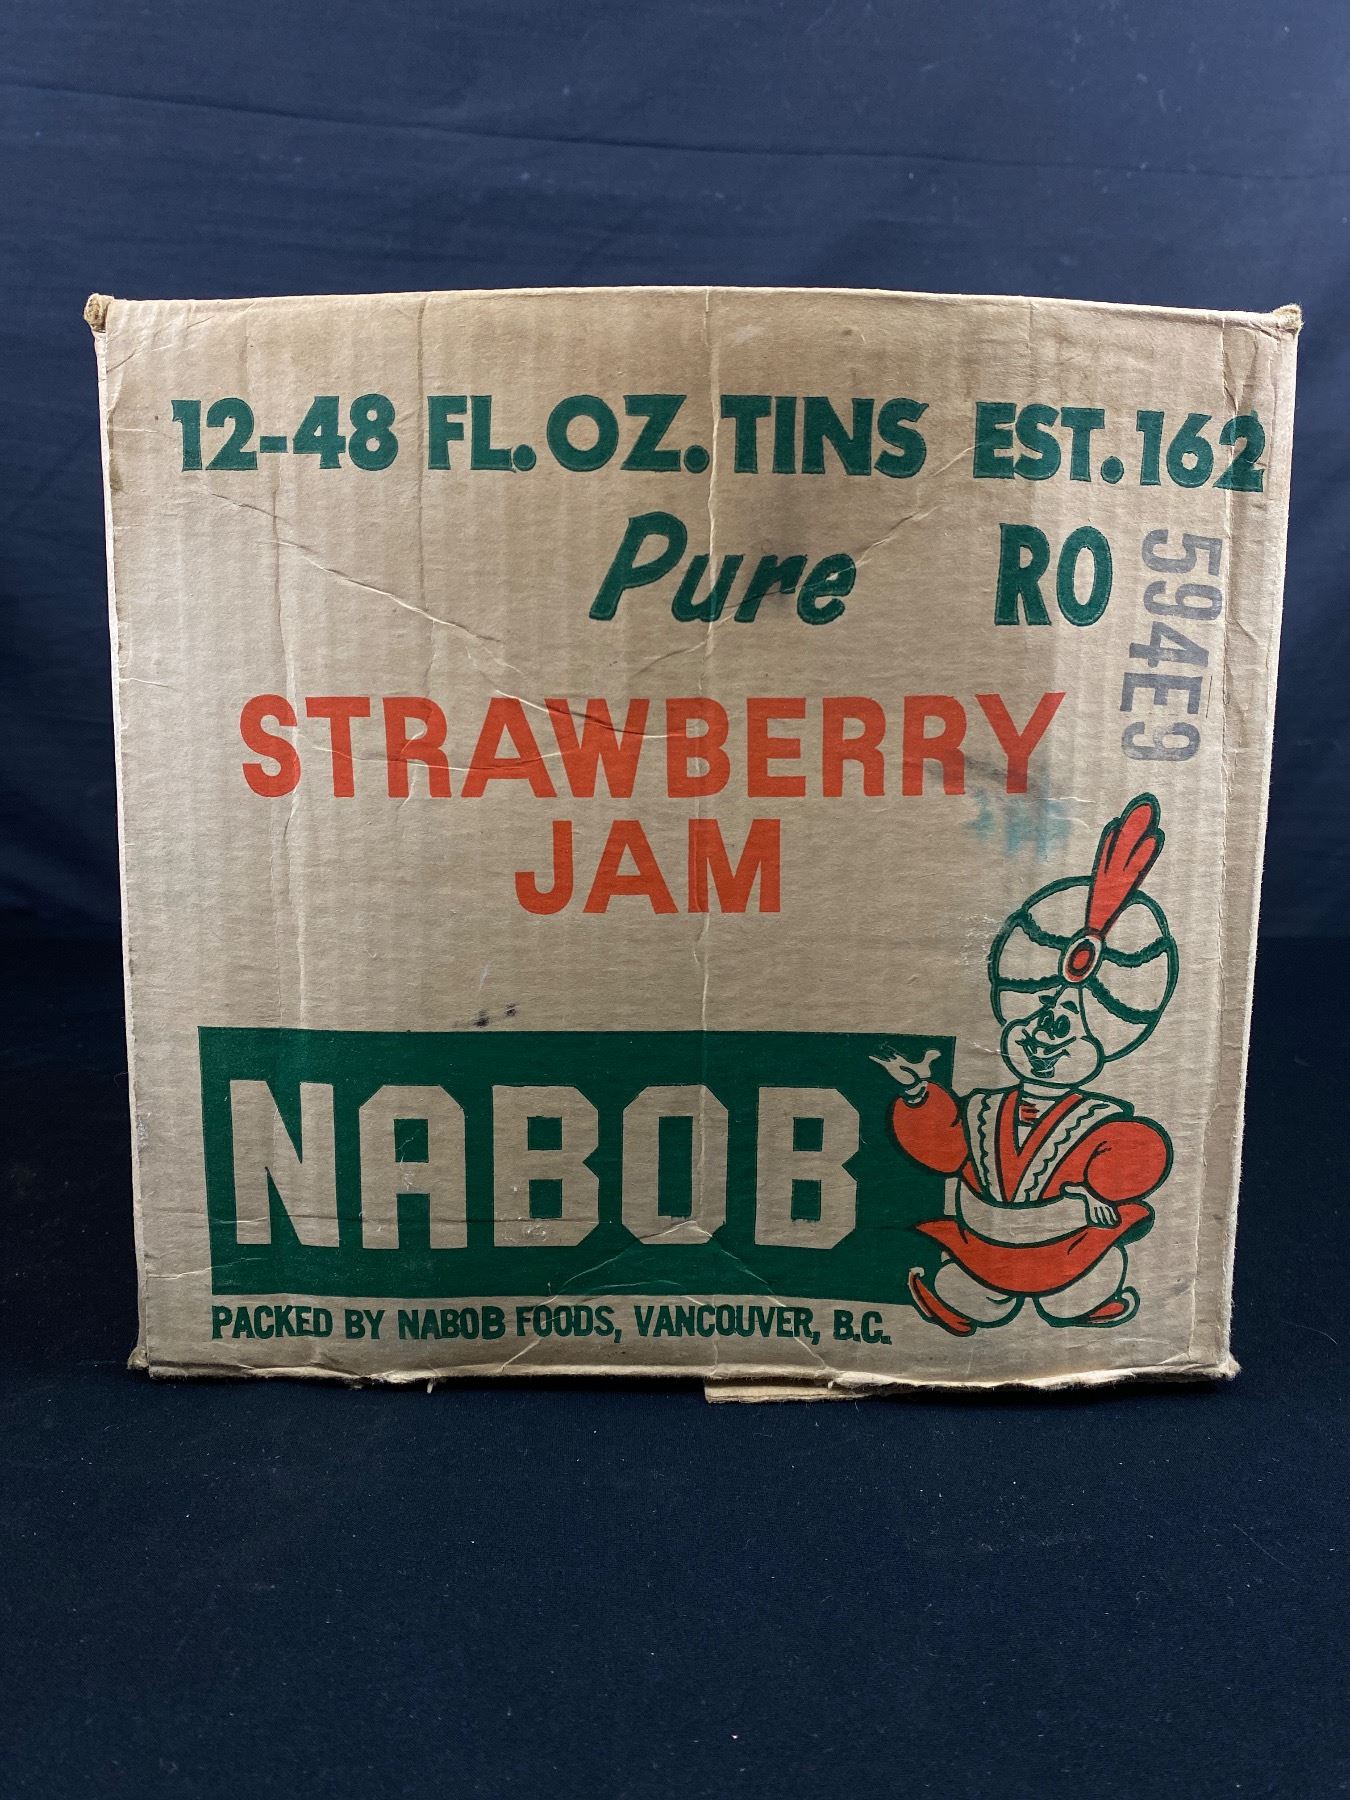 12-48 FL. OZ. TINS EST. 162
Pure RO
594E9
STRAWBERRY
JAM
NABOB
PACKED BY NABOB FOODS, VANCOUVER, B.C.